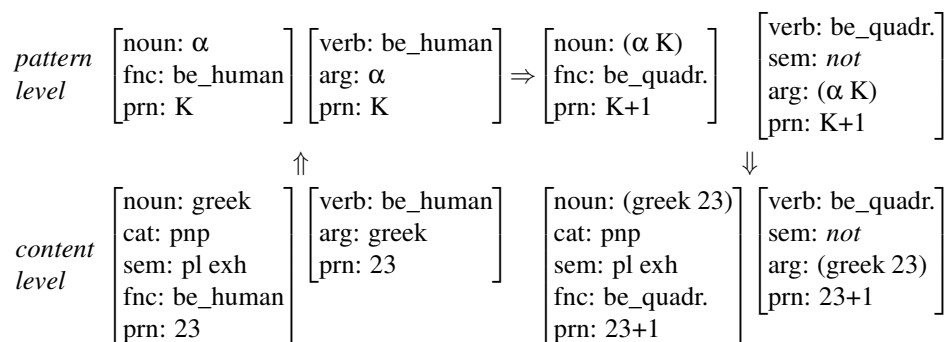 pattern level
noun: α
fnc: be_human
prn: K
verb: be_human
arg: α
prn: K
⇒
noun: (α K)
fnc: be_quadr.
prn: K+1
verb: be_quadr.
sem: not
arg: (α K)
prn: K+1
⇑
⇓
content level
noun: greek
cat: pnp
sem: pl exh
fnc: be_human
prn: 23
verb: be_human
arg: greek
prn: 23
noun: (greek 23)
cat: pnp
sem: pl exh
fnc: be_quadr.
prn: 23+1
verb: be_quadr.
sem: not
arg: (greek 23)
prn: 23+1